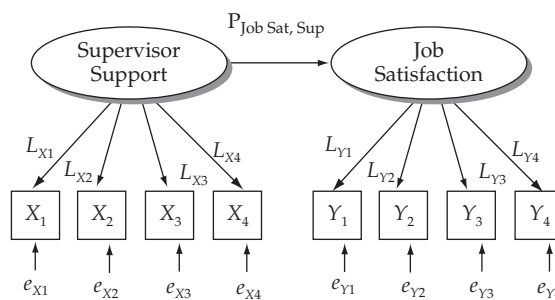 P_Job Sat, Sup
Supervisor
Support
Job
Satisfaction
L_X1
L_X2
L_X3
L_X4
L_Y1
L_Y2
L_Y3
L_Y4
X_1
X_2
X_3
X_4
Y_1
Y_2
Y_3
Y_4
e_X1
e_X2
e_X3
e_X4
e_Y1
e_Y2
e_Y3